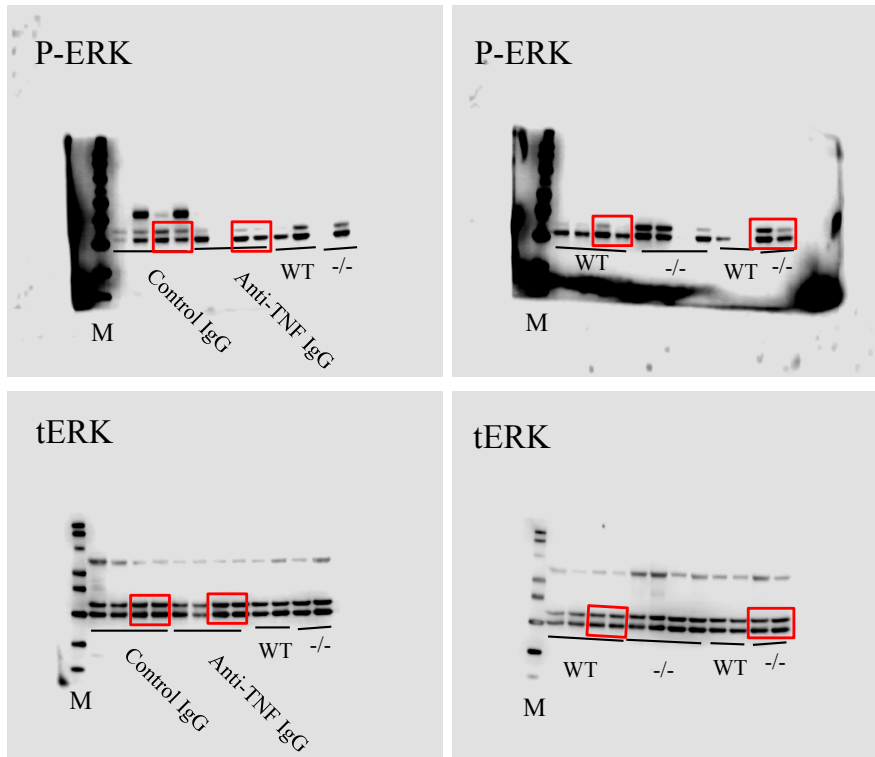 P-ERK
M
Control IgG
Anti-TNF IgG
WT
-/-
P-ERK
M
WT
-/-
WT
-/-
tERK
M
Control IgG
Anti-TNF IgG
WT
-/-
tERK
M
WT
-/-
WT
-/-